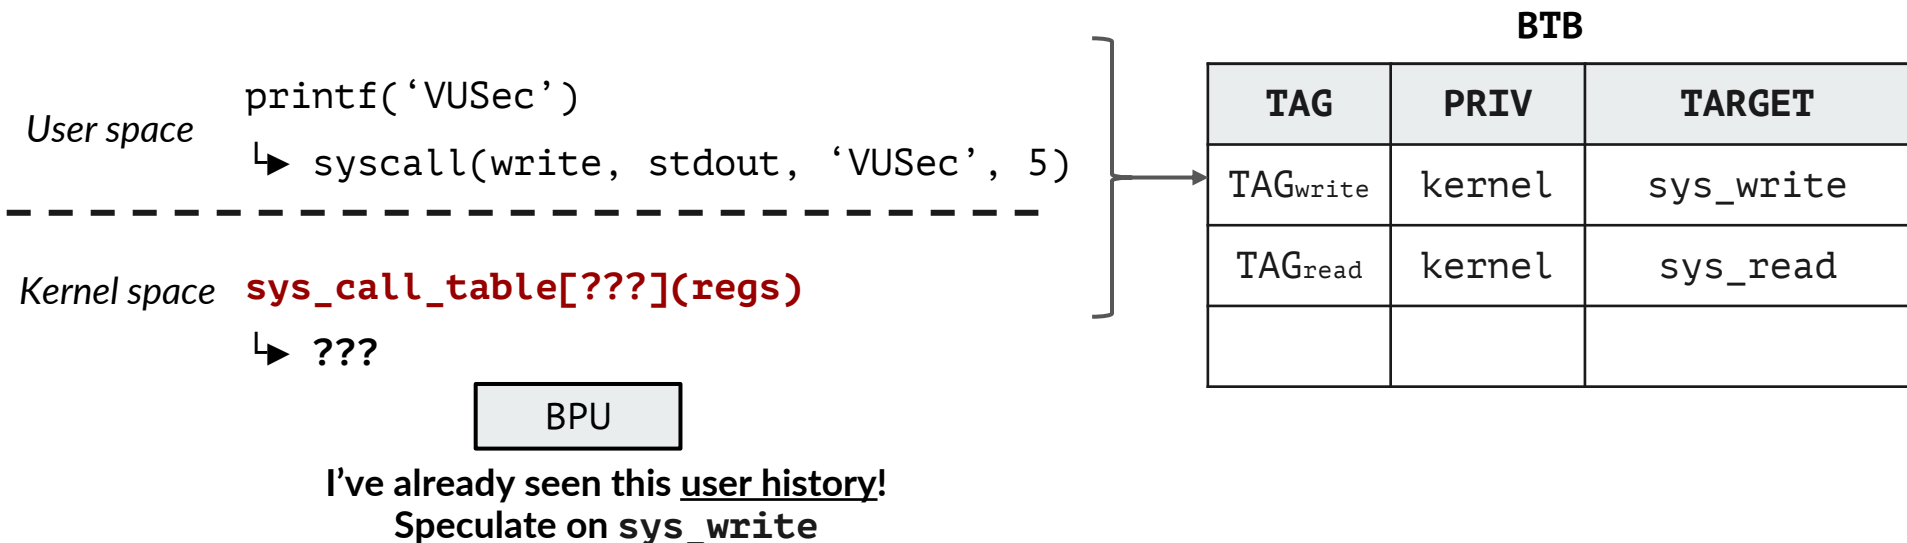 User space
printf(‘VUSec’)
↳ syscall(write, stdout, ‘VUSec’, 5)
Kernel space
sys_call_table[???](regs)
↳ ???
BPU
I’ve already seen this user history!
Speculate on sys_write
BTB
TAG PRIV TARGET
TAGwrite kernel sys_write
TAGread kernel sys_read